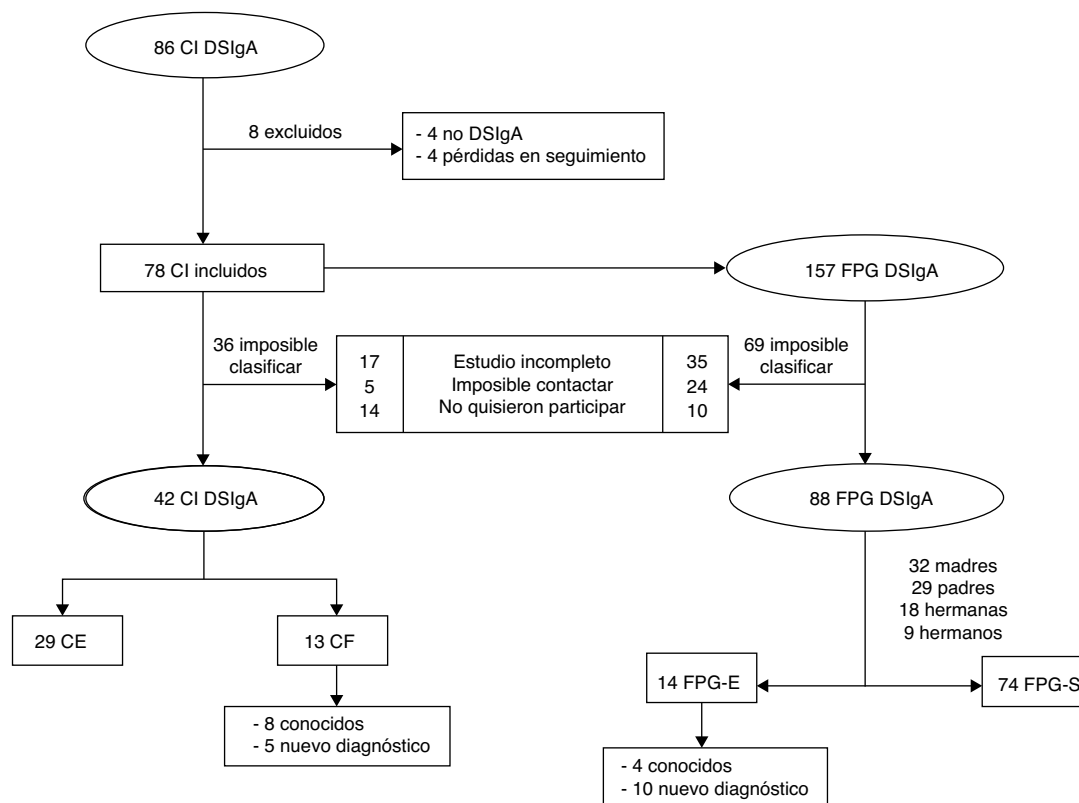 86 CI DSIgA
8 excluidos
- 4 no DSIgA
- 4 pérdidas en seguimiento
78 CI incluidos
157 FPG DSIgA
36 imposible
clasificar
17 Estudio incompleto 35
5 Imposible contactar 24
14 No quisieron participar 10
69 imposible
clasificar
42 CI DSIgA
88 FPG DSIgA
32 madres
29 padres
18 hermanas
9 hermanos
29 CE
13 CF
14 FPG-E
74 FPG-S
- 8 conocidos
- 5 nuevo diagnóstico
- 4 conocidos
- 10 nuevo diagnóstico